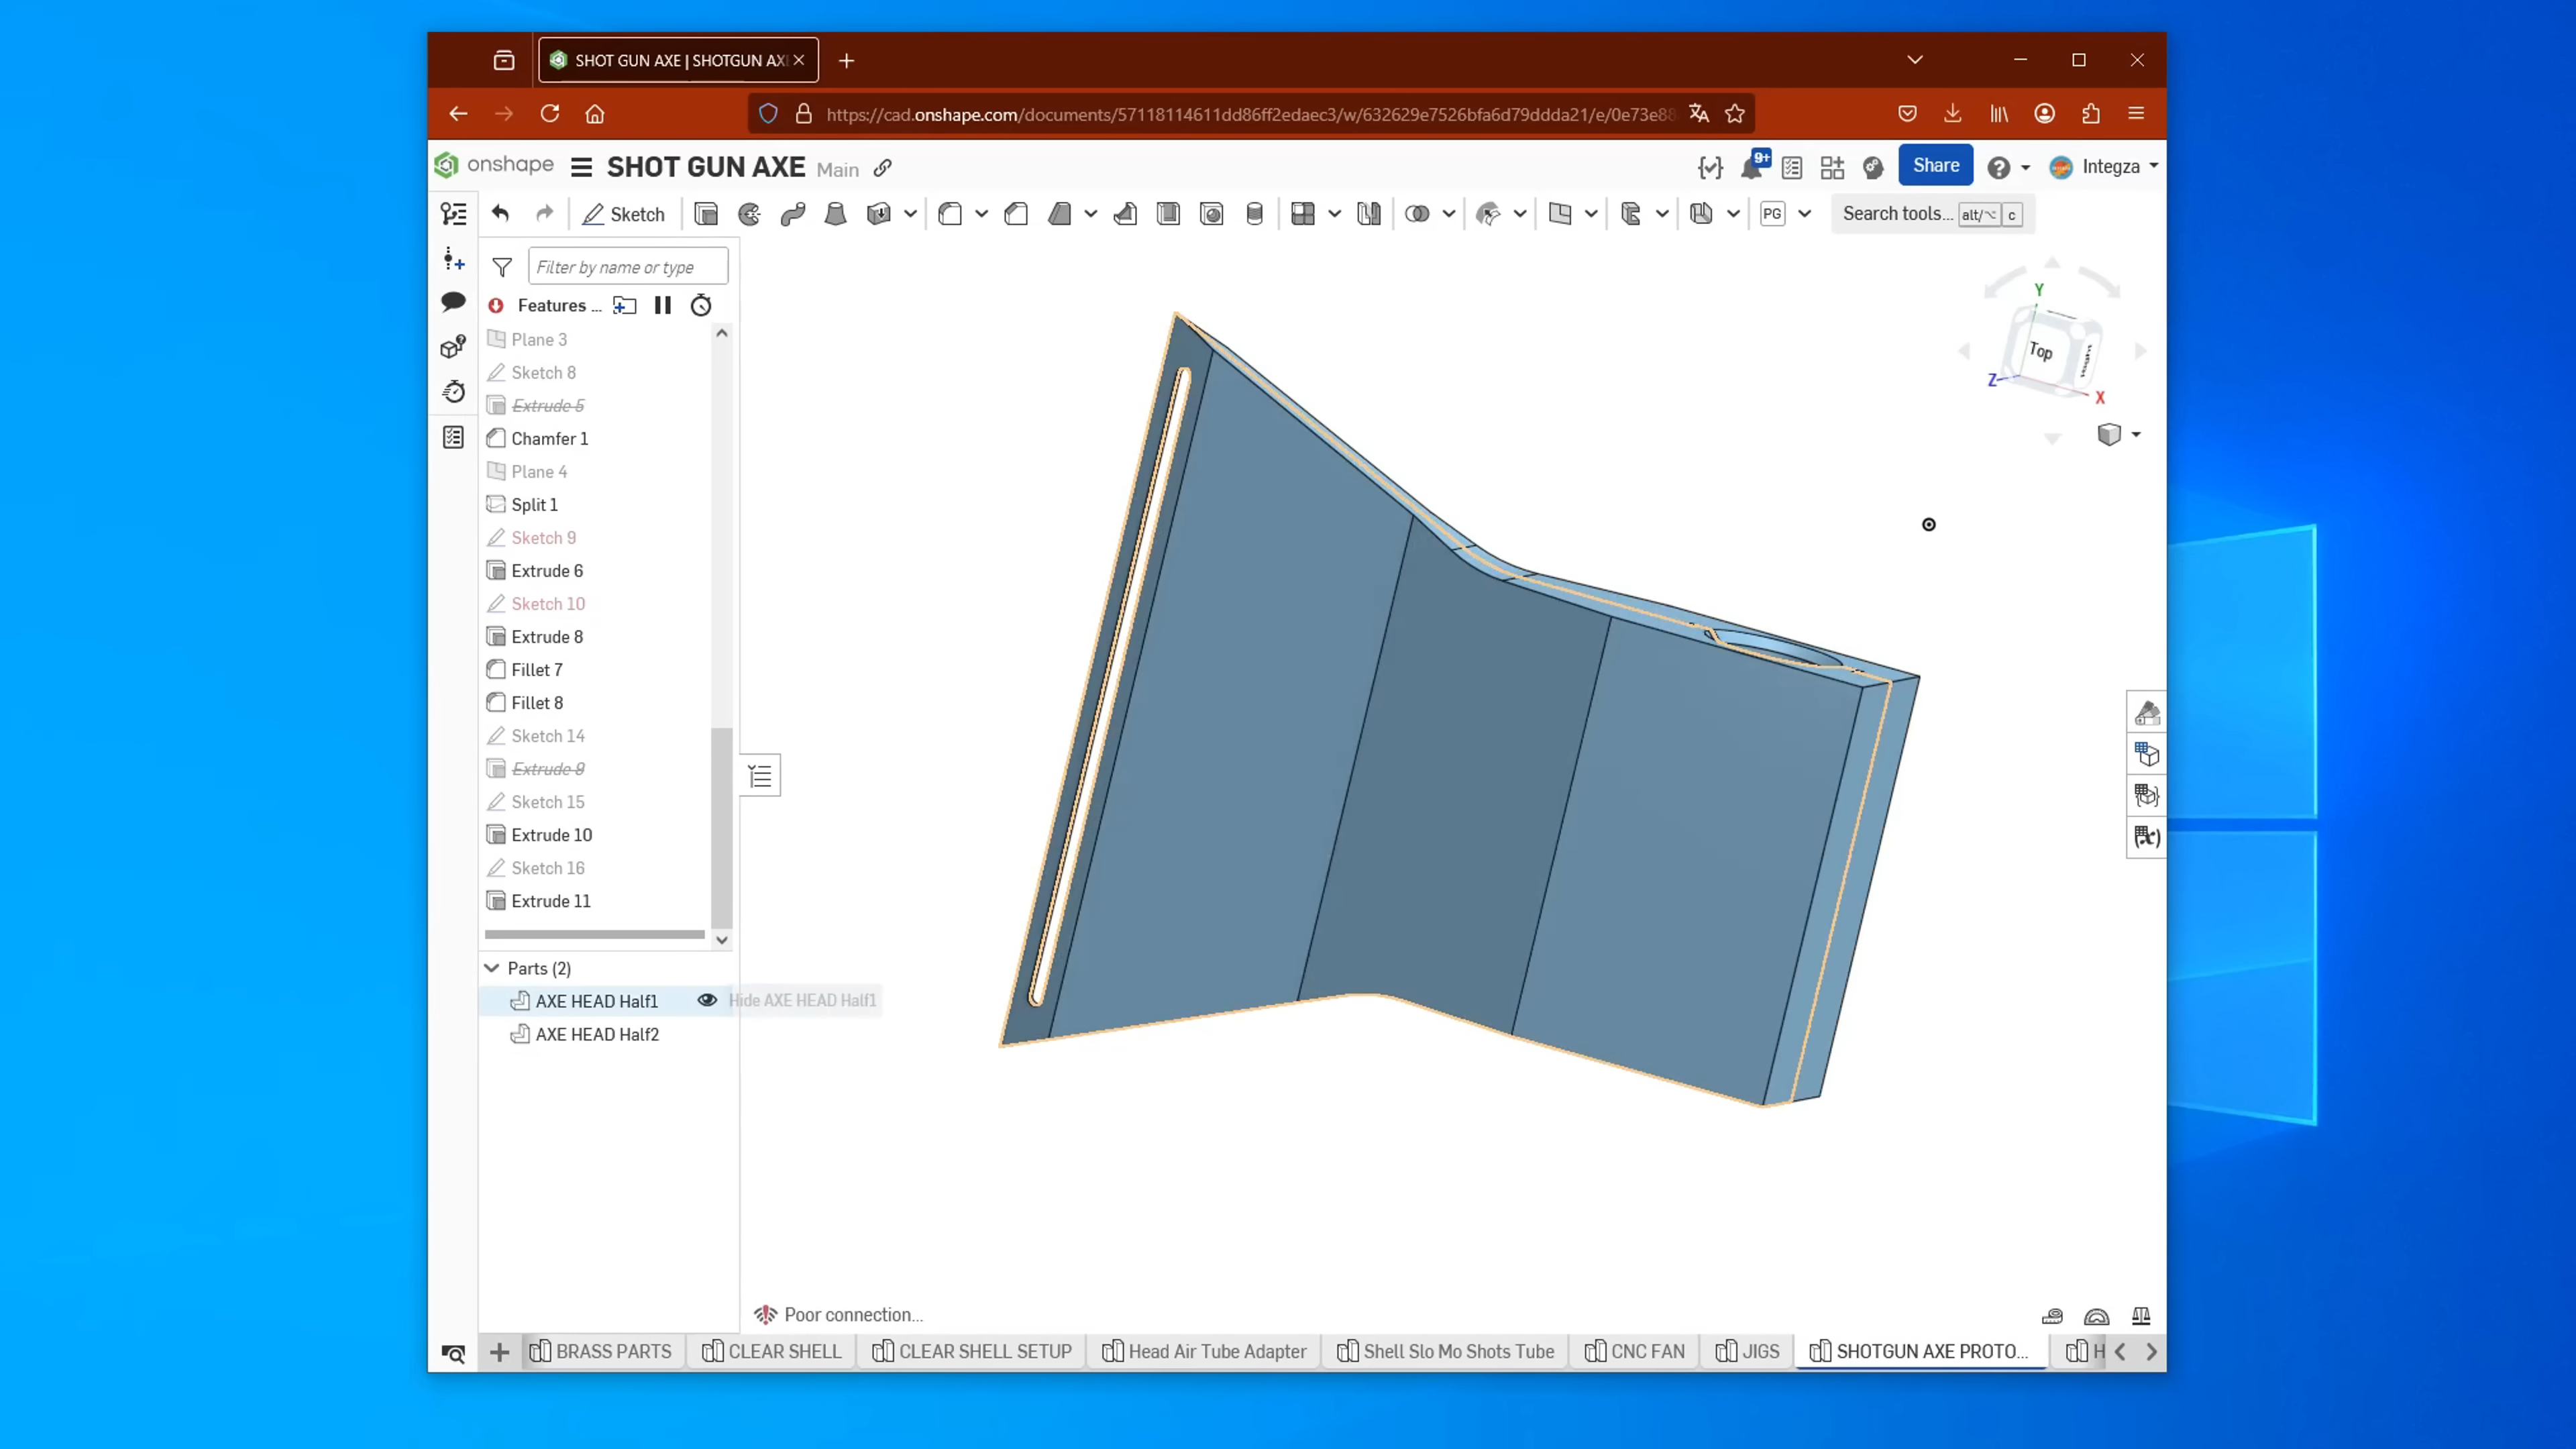 SHOT GUN AXE | SHOTGUN AX
https://cad.onshape.com/documents/57118114611dd86ff2edaec3/w/632629e7526bfa6d79ddda21/e/0e73e88
onshape
SHOT GUN AXE Main
9+
Share
Integza
Sketch
PG
Search tools... alt/⌥ c
Filter by name or type
Features ...
Plane 3
Sketch 8
Extrude 5
Chamfer 1
Plane 4
Split 1
Sketch 9
Extrude 6
Sketch 10
Extrude 8
Fillet 7
Fillet 8
Sketch 14
Extrude 9
Sketch 15
Extrude 10
Sketch 16
Extrude 11
Parts (2)
AXE HEAD Half1
Hide AXE HEAD Half1
AXE HEAD Half2
Y
Top
Right
Z
X
Poor connection...
BRASS PARTS
CLEAR SHELL
CLEAR SHELL SETUP
Head Air Tube Adapter
Shell Slo Mo Shots Tube
CNC FAN
JIGS
SHOTGUN AXE PROTO...
H